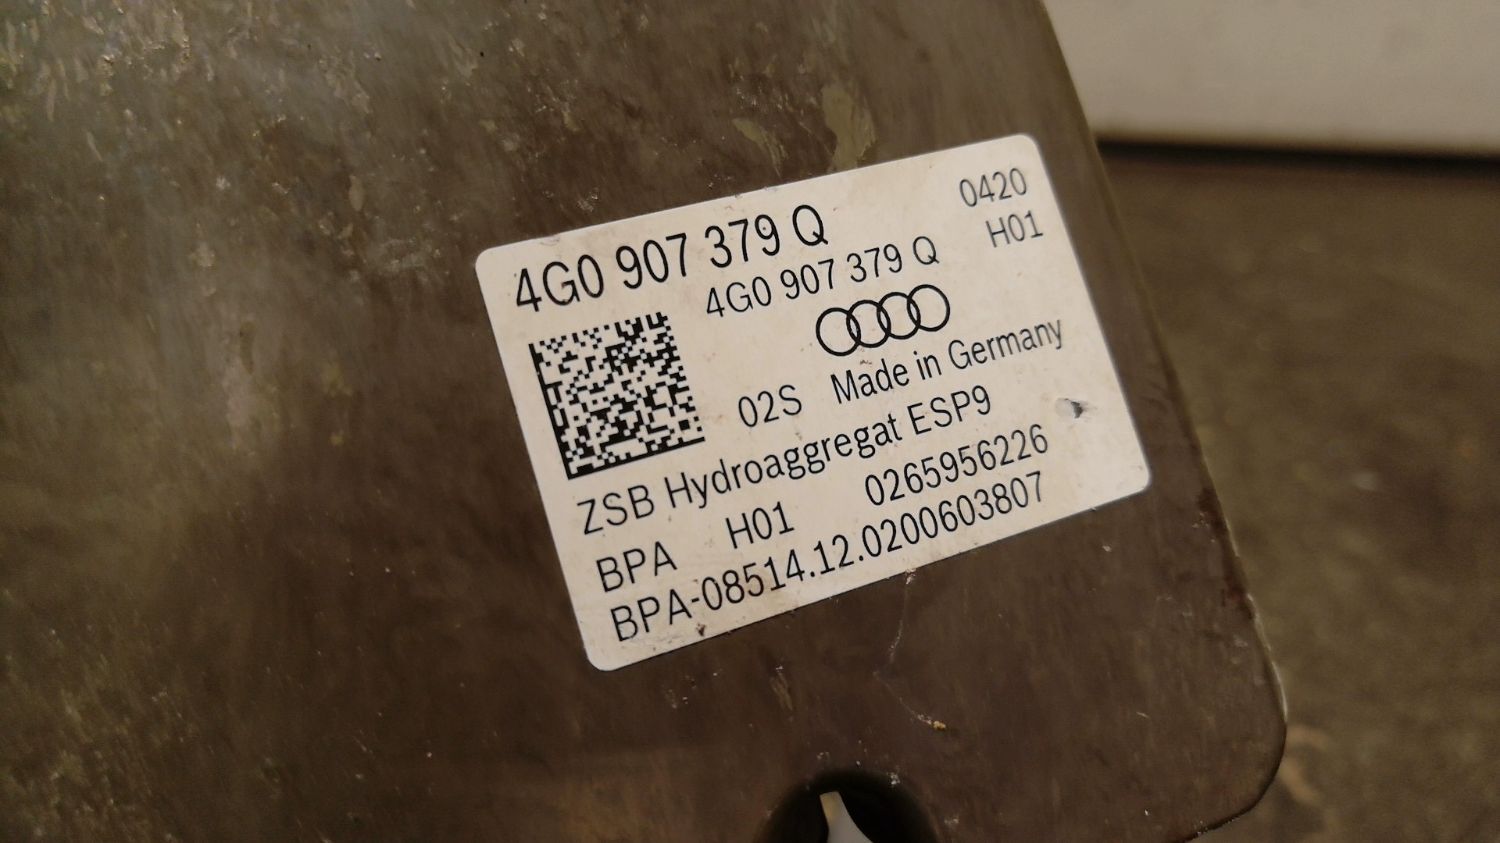 4G0 907 379 Q
0420
4G0 907 379 Q
H01
02S Made in Germany
ZSB Hydroaggregat ESP9
BPA H01 0265956226
BPA-08514.12.0200603807